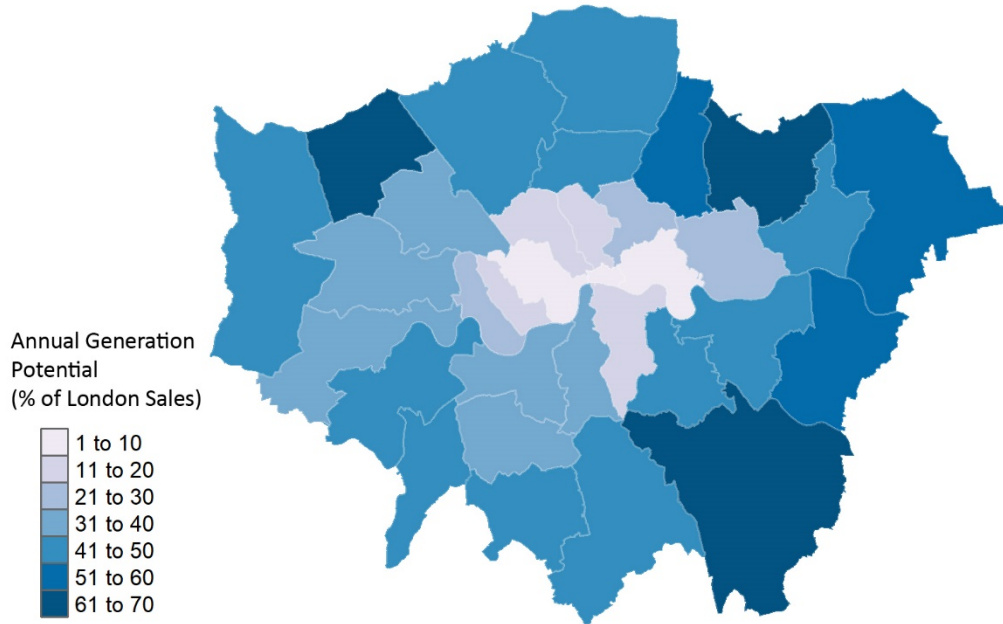 Annual Generation
Potential
(% of London Sales)
1 to 10
11 to 20
21 to 30
31 to 40
41 to 50
51 to 60
61 to 70